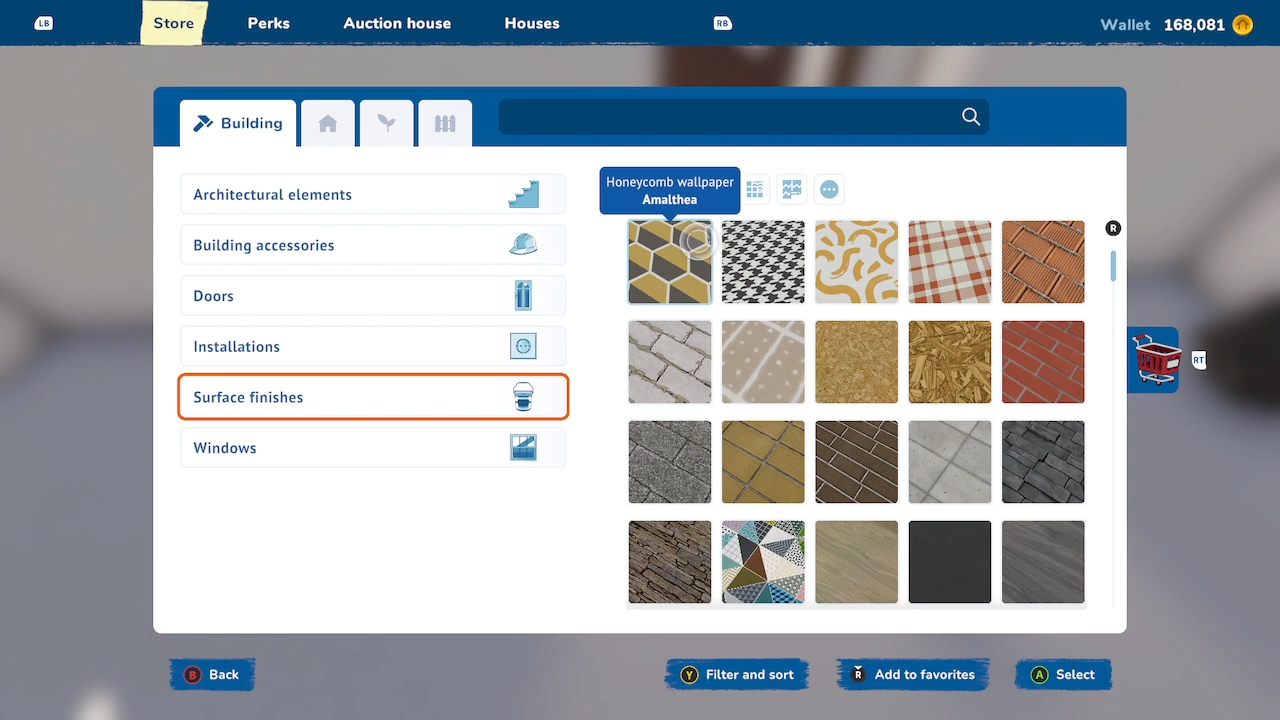 LB
Store
Perks
Auction house
Houses
RB
Wallet 168,081
Building
Architectural elements
Building accessories
Doors
Installations
Surface finishes
Windows
Honeycomb wallpaper
Amalthea
R
RT
B Back
Y Filter and sort
R Add to favorites
A Select